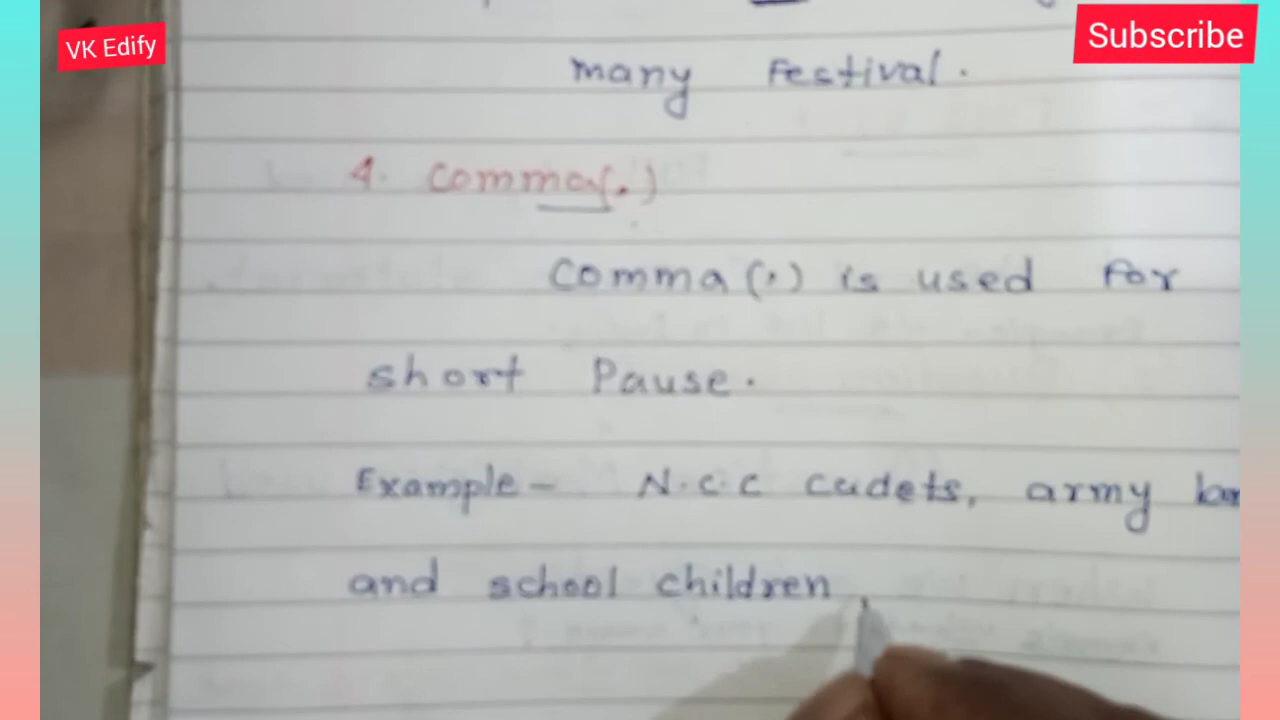 VK Edify
Subscribe
many Festival.
4. Comma(,)
Comma (,) is used for
short Pause.
Example - N.C.C cadets, army
and school children